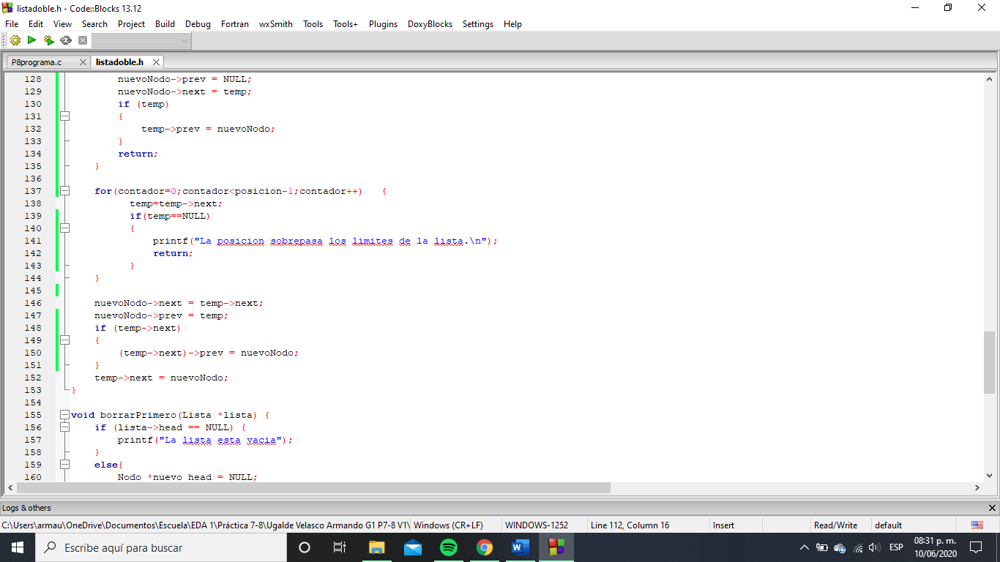 listadoble.h - Code::Blocks 13.12
File Edit View Search Project Build Debug Fortran wxSmith Tools Tools+ Plugins DoxyBlocks Settings Help
P8programa.c listadoble.h
128 nuevoNodo->prev = NULL;
129 nuevoNodo->next = temp;
130 if (temp)
131 {
132 temp->prev = nuevoNodo;
133 }
134 return;
135 }
136
137 for(contador=0;contador<posicion-1;contador++) {
138 temp=temp->next;
139 if(temp==NULL)
140 {
141 printf("La posicion sobrepasa los limites de la lista.\n");
142 return;
143 }
144 }
145
146 nuevoNodo->next = temp->next;
147 nuevoNodo->prev = temp;
148 if (temp->next)
149 {
150 (temp->next)->prev = nuevoNodo;
151 }
152 temp->next = nuevoNodo;
153 }
154
155 void borrarPrimero(Lista *lista) {
156 if (lista->head == NULL) {
157 printf("La lista esta vacia");
158 }
159 else{
160 Nodo *nuevo_head = NULL;
Logs & others
C:\Users\armau\OneDrive\Documentos\Escuela\EDA 1\Práctica 7-8\Ugalde Velasco Armando G1 P7-8 V1\ Windows (CR+LF) WINDOWS-1252 Line 112, Column 16 Insert Read/Write default
Escribe aquí para buscar
ESP
08:31 p. m.
10/06/2020